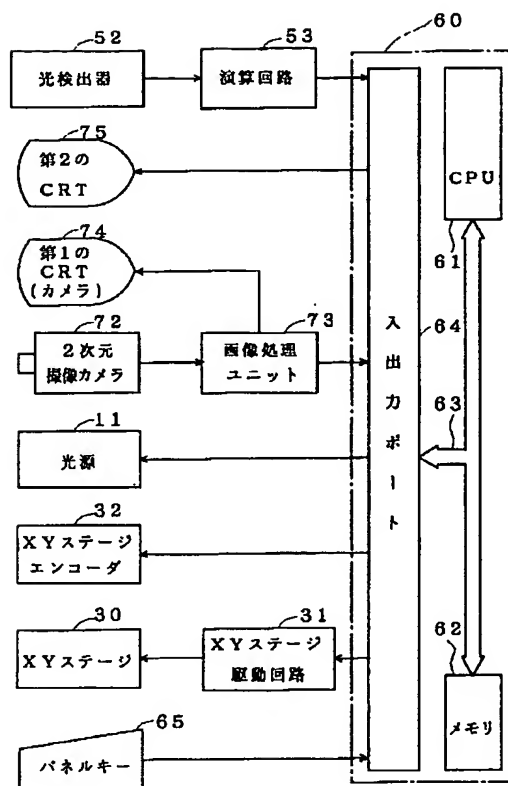 52
53
60
光検出器
演算回路
75
第2の
CRT
CPU
74
第1の
CRT
(カメラ)
61
72
73
64
2次元
撮像カメラ
画像処理
ユニット
入出力ポート
63
11
光源
32
XYステージ
エンコーダ
30
31
62
XYステージ
XYステージ
駆動回路
65
メモリ
パネルキー